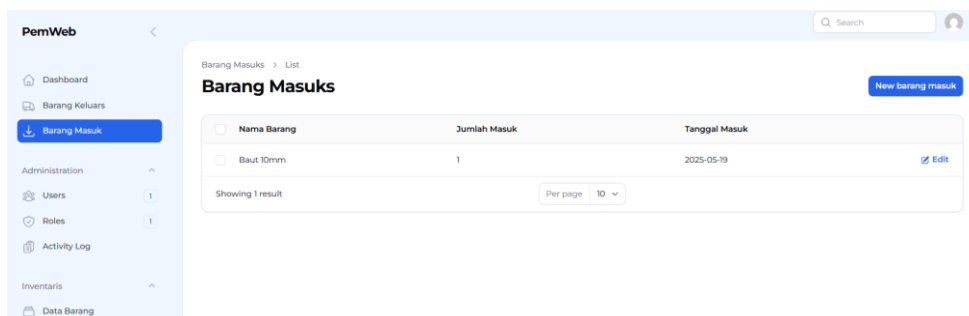 PemWeb
Search
Dashboard
Barang Keluars
Barang Masuk
Administration
Users 1
Roles 1
Activity Log
Inventaris
Data Barang
Barang Masuks > List
Barang Masuks
New barang masuk
Nama Barang Jumlah Masuk Tanggal Masuk
Baut 10mm 1 2025-05-19 Edit
Showing 1 result Per page 10